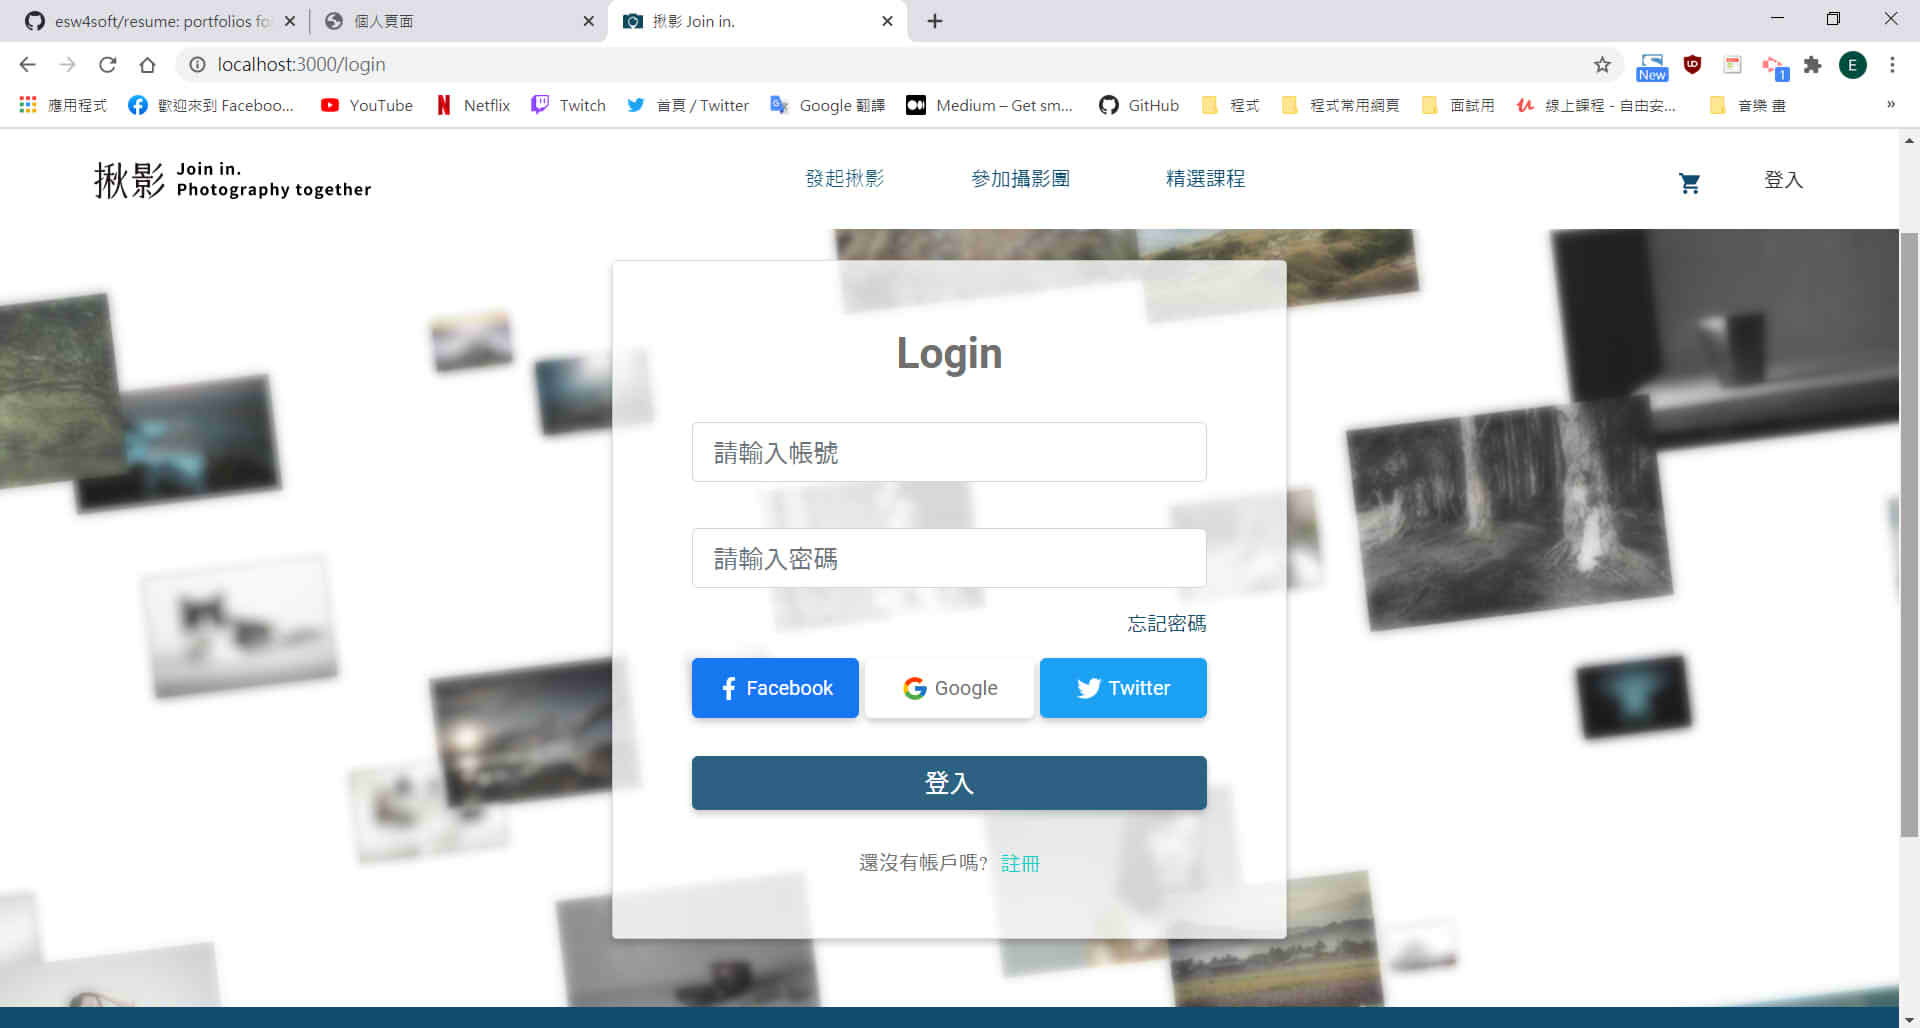 esw4soft/resume: portfolios fo
個人頁面
揪影 Join in.
localhost:3000/login
New
1
E
應用程式
歡迎來到 Faceboo...
YouTube
Netflix
Twitch
首頁 / Twitter
Google 翻譯
Medium – Get sm...
GitHub
程式
程式常用網頁
面試用
線上課程 - 自由安...
音樂 畫
»
揪影 Join in.
Photography together
發起揪影
參加攝影團
精選課程
登入
Login
請輸入帳號
請輸入密碼
忘記密碼
Facebook
Google
Twitter
登入
還沒有帳戶嗎? 註冊